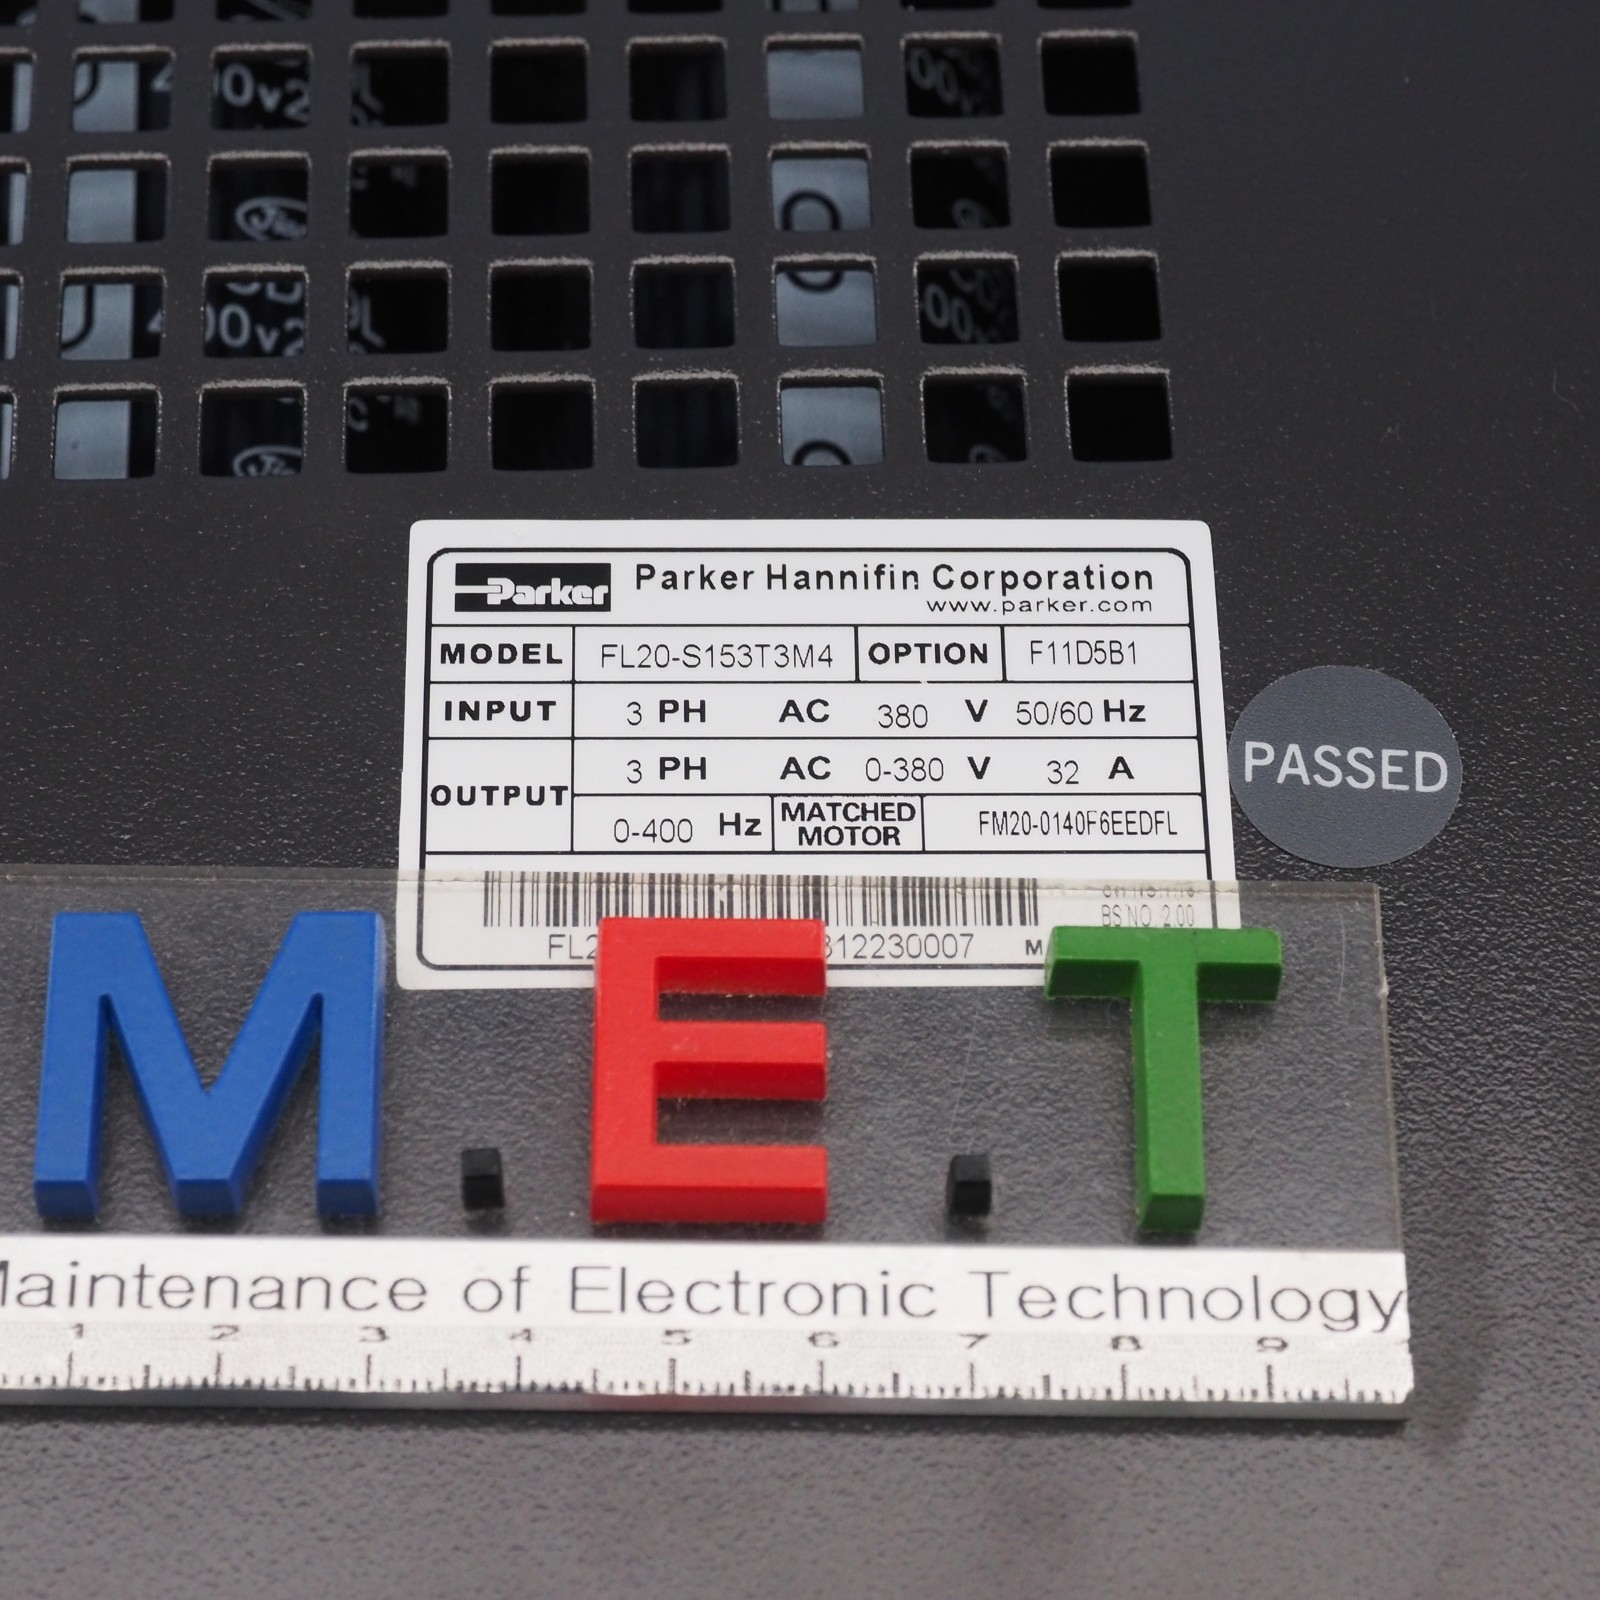 Parker Parker Hannifin Corporation
www.parker.com
MODEL FL20-S153T3M4 OPTION F11D5B1
INPUT 3 PH AC 380 V 50/60 Hz
OUTPUT 3 PH AC 0-380 V 32 A
0-400 Hz MATCHED MOTOR FM20-0140F6EEDFL
BS NO. 2.00
PASSED
M.E.T
Maintenance of Electronic Technology
1 2 3 4 5 6 7 8 9